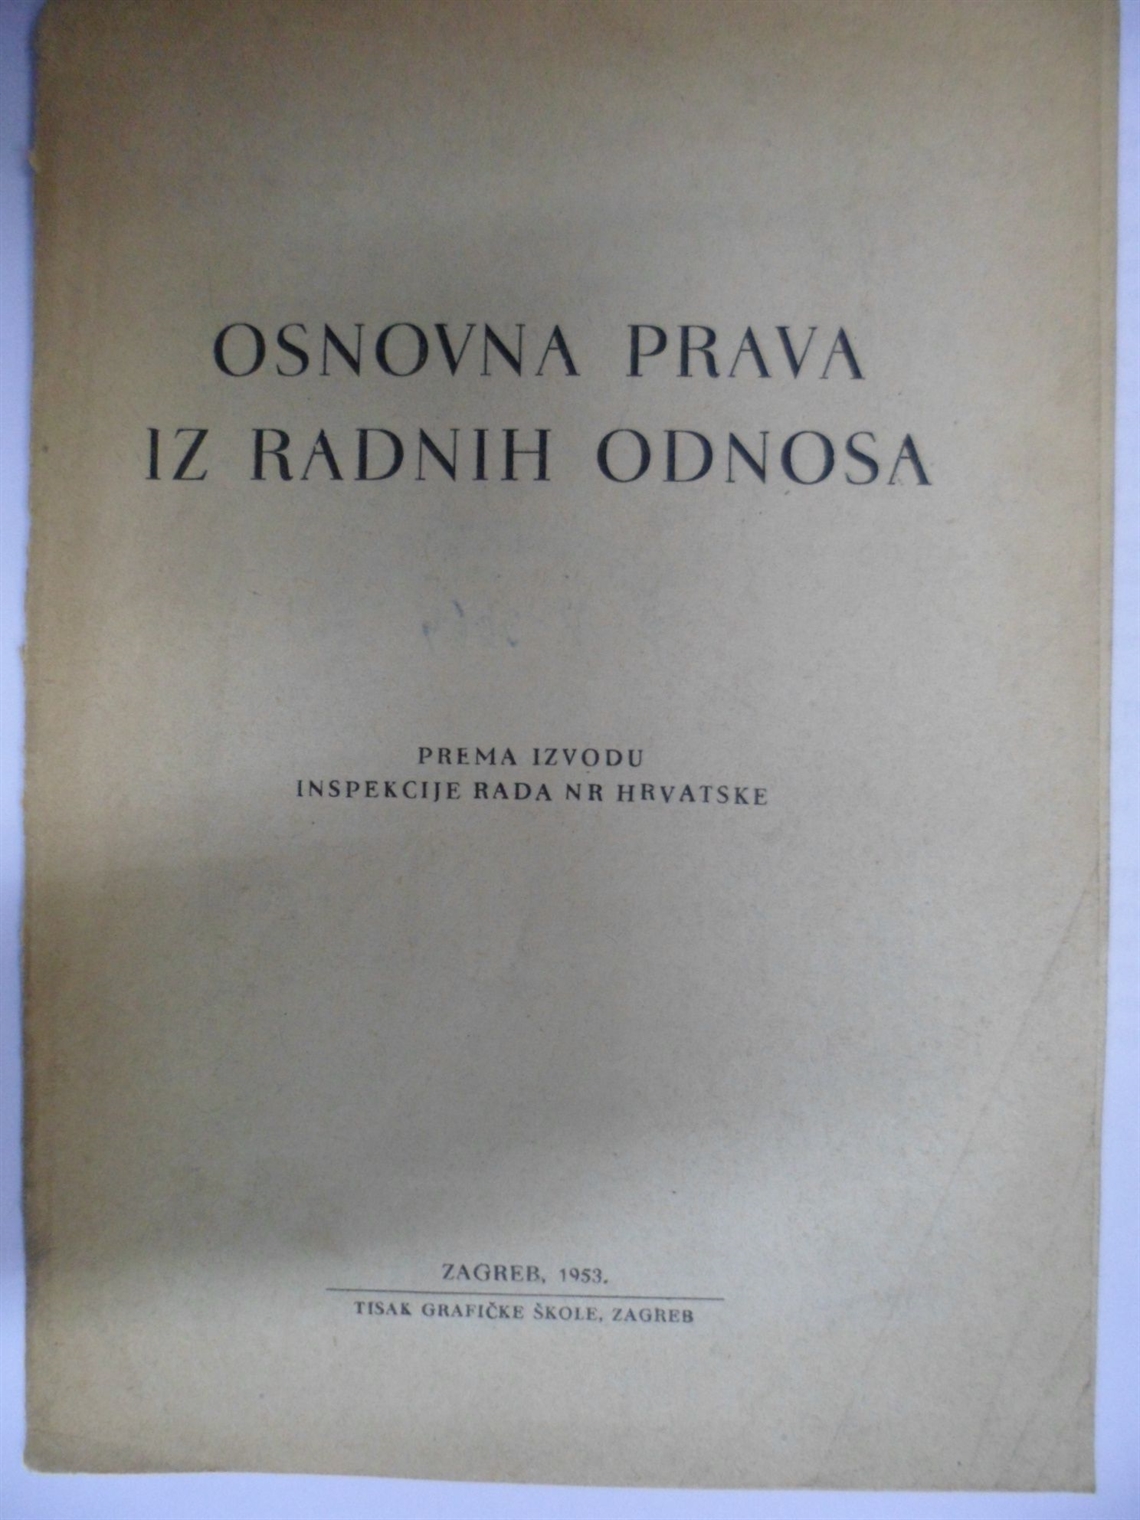 OSNOVNA PRAVA
IZ RADNIH ODNOSA
PREMA IZVODU
INSPEKCIJE RADA NR HRVATSKE
ZAGREB, 1953.
TISAK GRAFIČKE ŠKOLE, ZAGREB